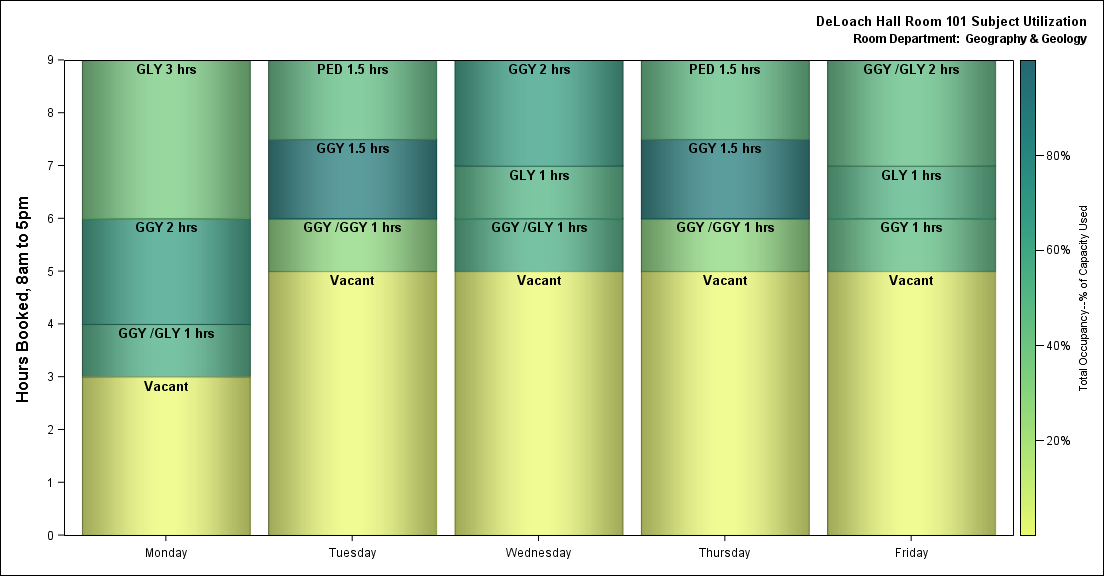 DeLoach Hall Room 101 Subject Utilization
Room Department: Geography & Geology
Hours Booked, 8am to 5pm
9
8
7
6
5
4
3
2
1
0
GLY 3 hrs
GGY 2 hrs
GGY /GLY 1 hrs
Vacant
PED 1.5 hrs
GGY 1.5 hrs
GGY /GGY 1 hrs
Vacant
GGY 2 hrs
GLY 1 hrs
GGY /GLY 1 hrs
Vacant
PED 1.5 hrs
GGY 1.5 hrs
GGY /GGY 1 hrs
Vacant
GGY /GLY 2 hrs
GLY 1 hrs
GGY 1 hrs
Vacant
Monday
Tuesday
Wednesday
Thursday
Friday
80%
60%
40%
20%
Total Occupancy--% of Capacity Used